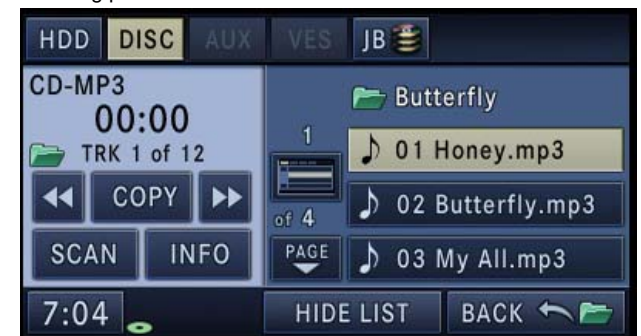 HDD DISC AUX VES JB
CD-MP3
00:00
TRK 1 of 12
COPY
SCAN INFO
1
of 4
PAGE
Butterfly
01 Honey.mp3
02 Butterfly.mp3
03 My All.mp3
7:04 HIDE LIST BACK